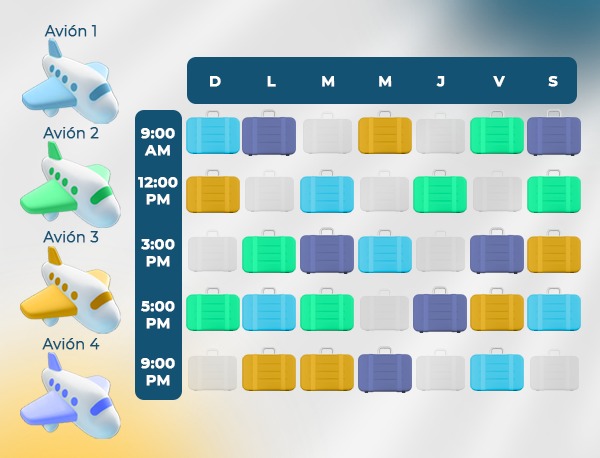 Avión 1
Avión 2
Avión 3
Avión 4
D L M M J V S
9:00
AM
12:00
PM
3:00
PM
5:00
PM
9:00
PM